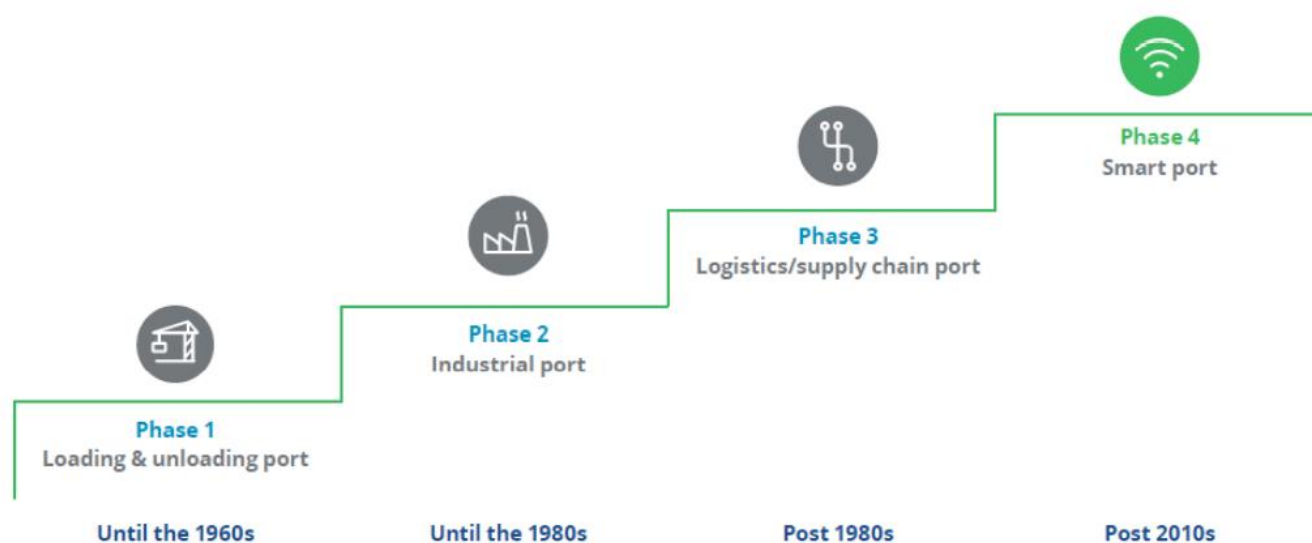 Phase 4
Smart port
Phase 3
Logistics/supply chain port
Phase 2
Industrial port
Phase 1
Loading & unloading port
Until the 1960s
Until the 1980s
Post 1980s
Post 2010s